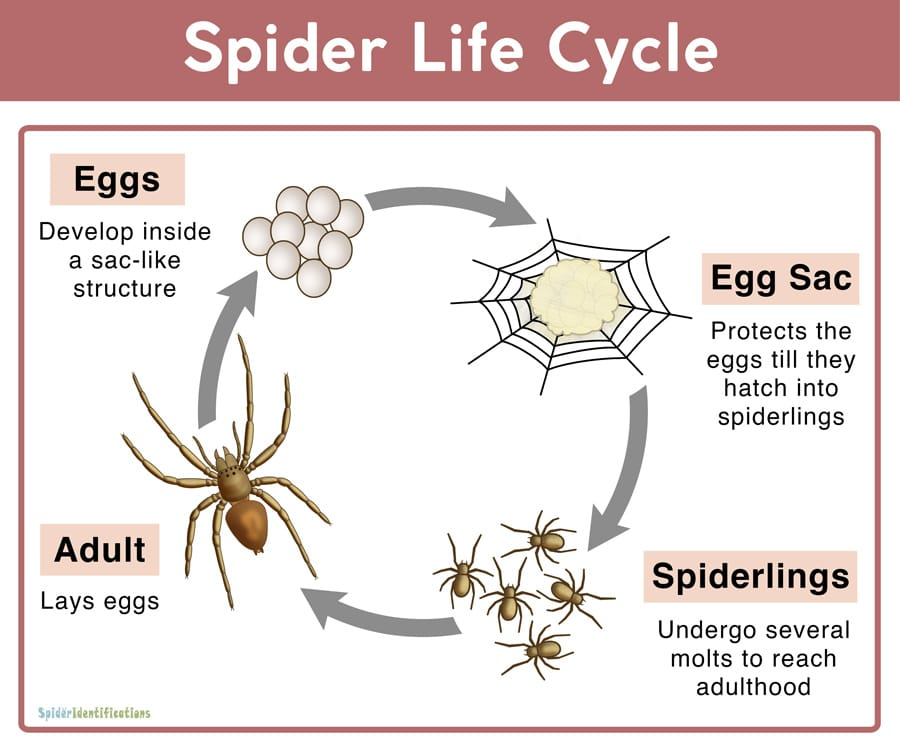 Spider Life Cycle
Eggs
Develop inside
a sac-like
structure
Egg Sac
Protects the
eggs till they
hatch into
spiderlings
Spiderlings
Undergo several
molts to reach
adulthood
Adult
Lays eggs
SpiderIdentifications